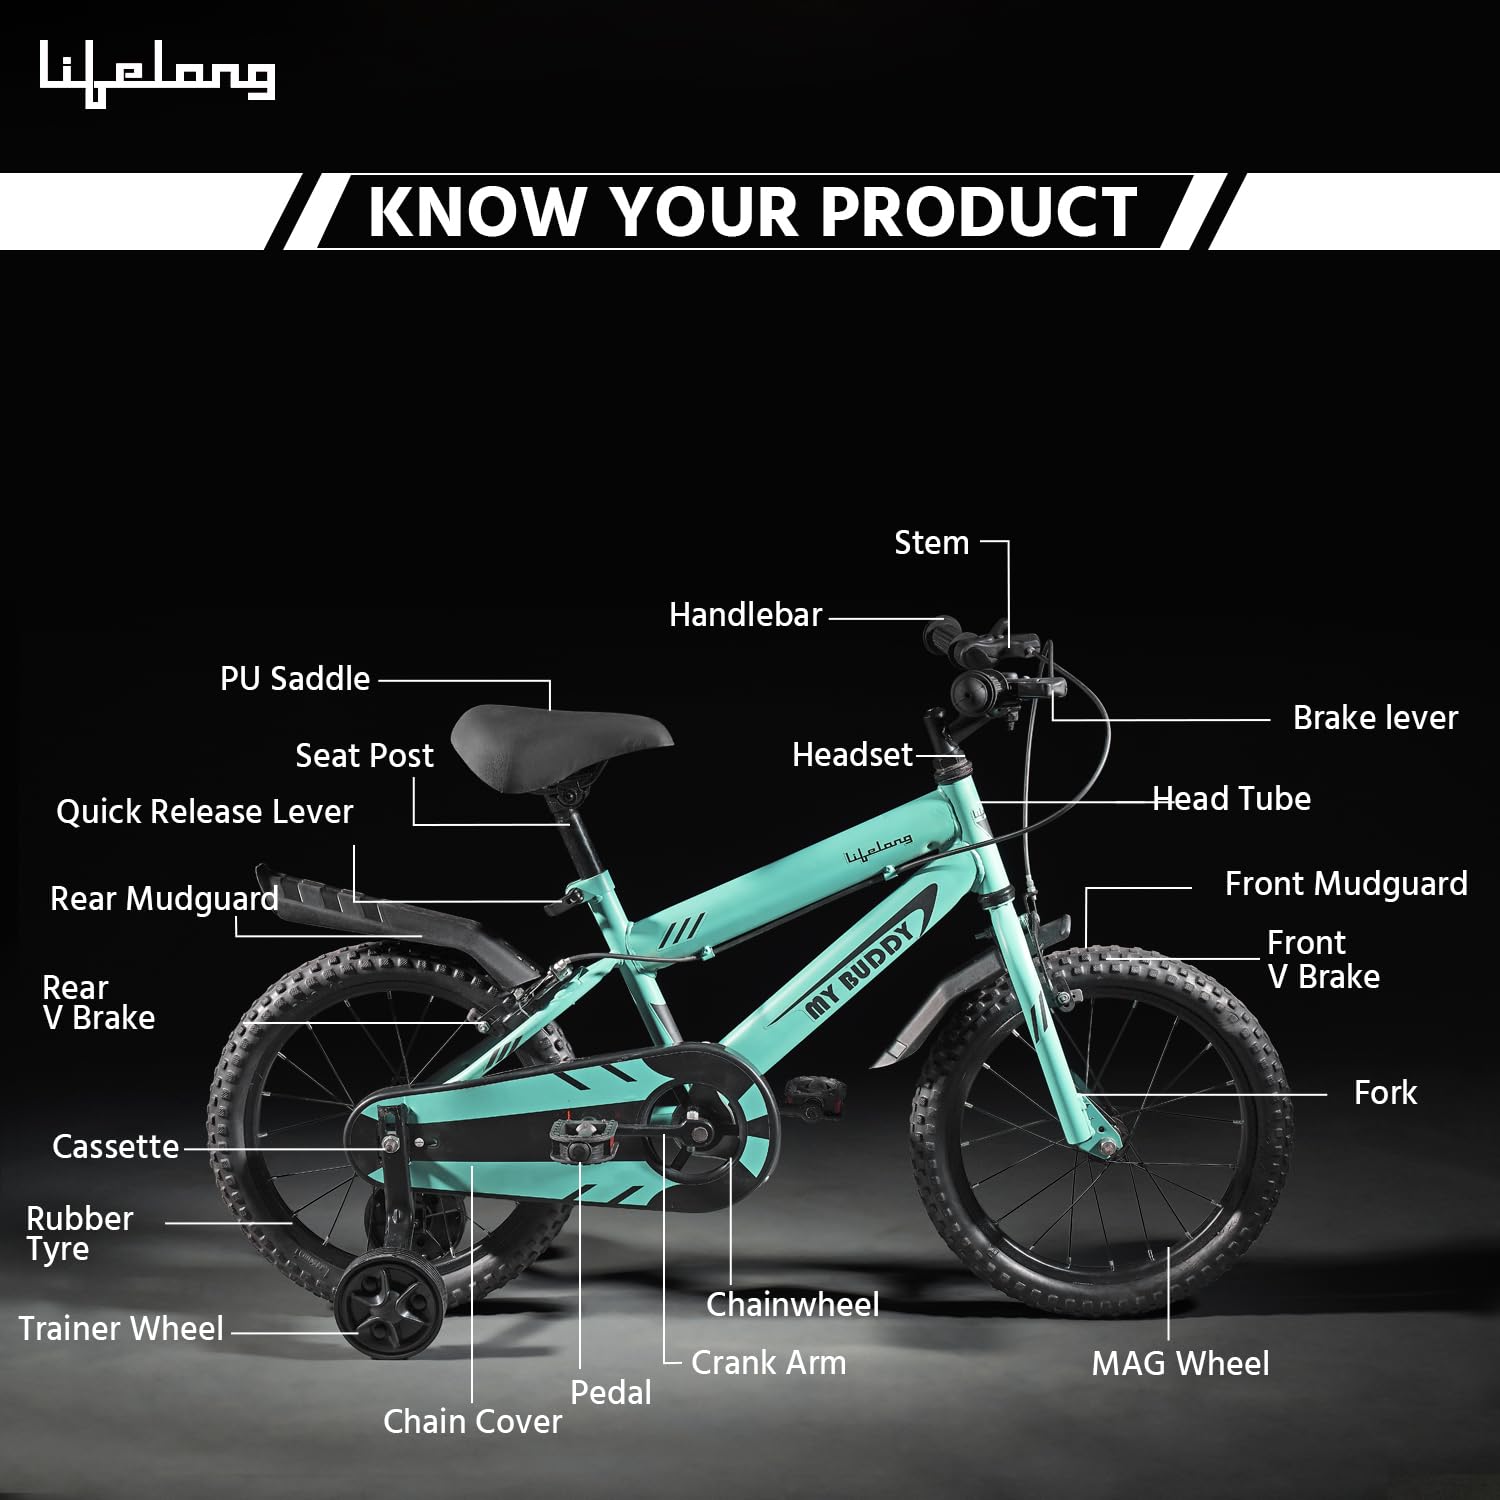 Lifelong
KNOW YOUR PRODUCT
Stem
Handlebar
PU Saddle
Brake lever
Seat Post
Headset
Quick Release Lever
Head Tube
Lifelong
Rear Mudguard
Front Mudguard
MY BUDDY
Front
V Brake
Rear
V Brake
Fork
Cassette
Rubber
Tyre
Trainer Wheel
Chainwheel
Crank Arm
MAG Wheel
Pedal
Chain Cover